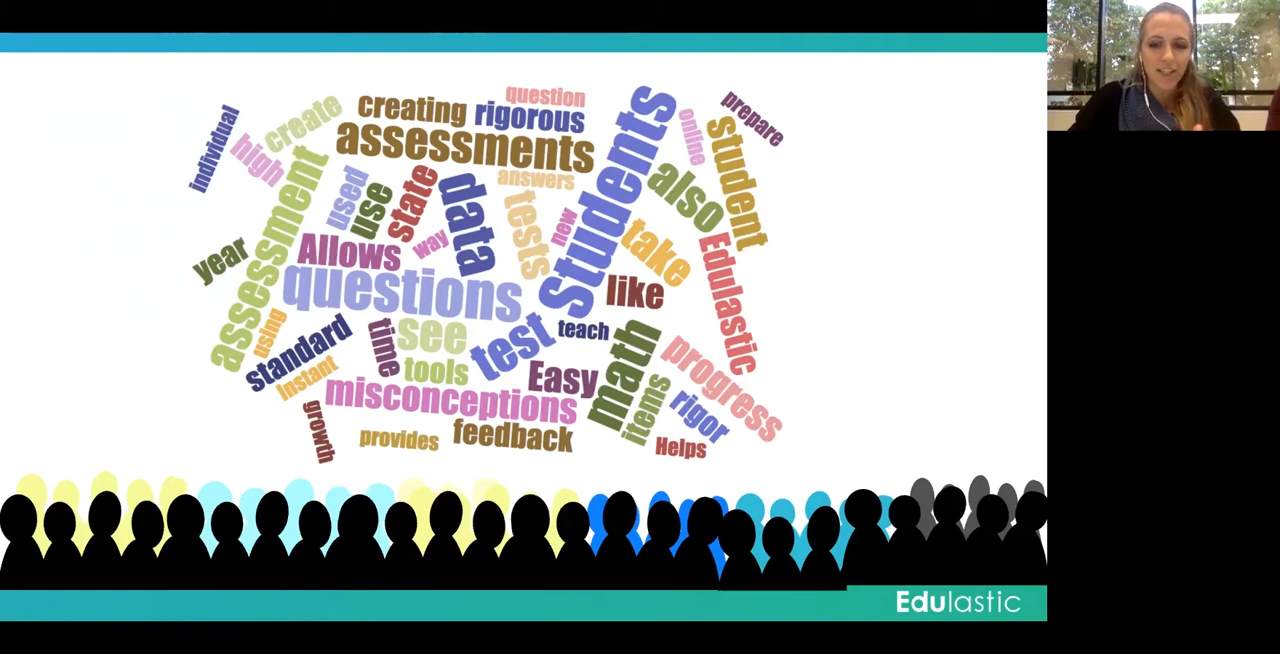 individual
high
create
creating
question
rigorous
assessments
answers
Students
online
prepare
student
assessment
used
use
state
way
data
tests
new
also
take
Edulastic
year
Allows
questions
like
using
standard
Instant
time
see
tools
test
teach
Easy
math
items
progress
rigor
Helps
misconceptions
growth
provides
feedback
Edulastic